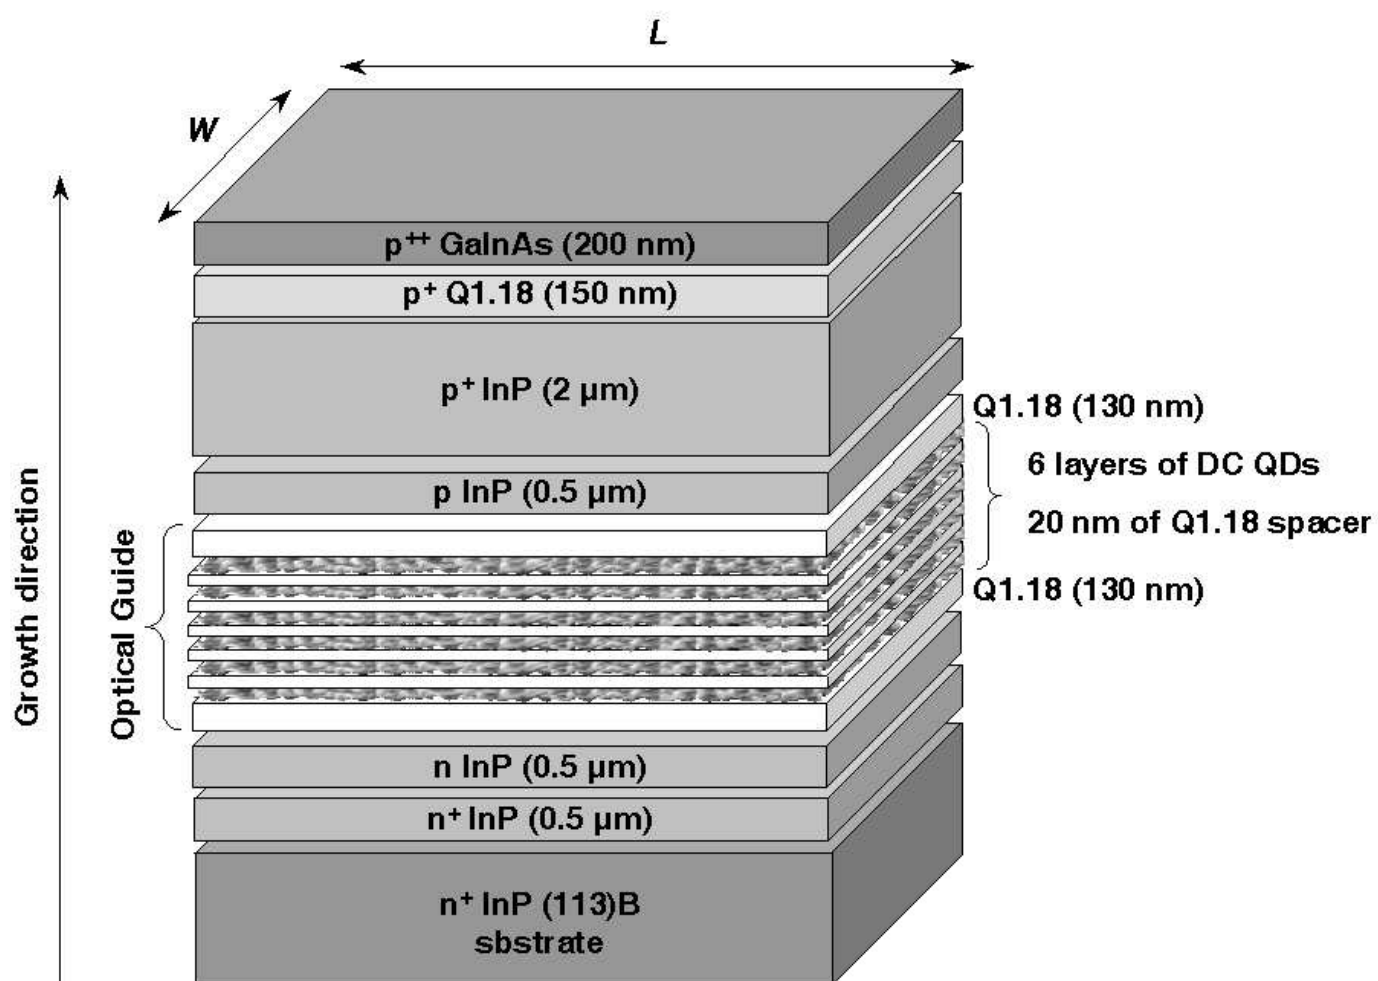 L
W
p++ GaInAs (200 nm)
p+ Q1.18 (150 nm)
p+ InP (2 µm)
p InP (0.5 µm)
Q1.18 (130 nm)
6 layers of DC QDs
20 nm of Q1.18 spacer
Q1.18 (130 nm)
Growth direction
Optical Guide
n InP (0.5 µm)
n+ InP (0.5 µm)
n+ InP (113)B
sbstrate